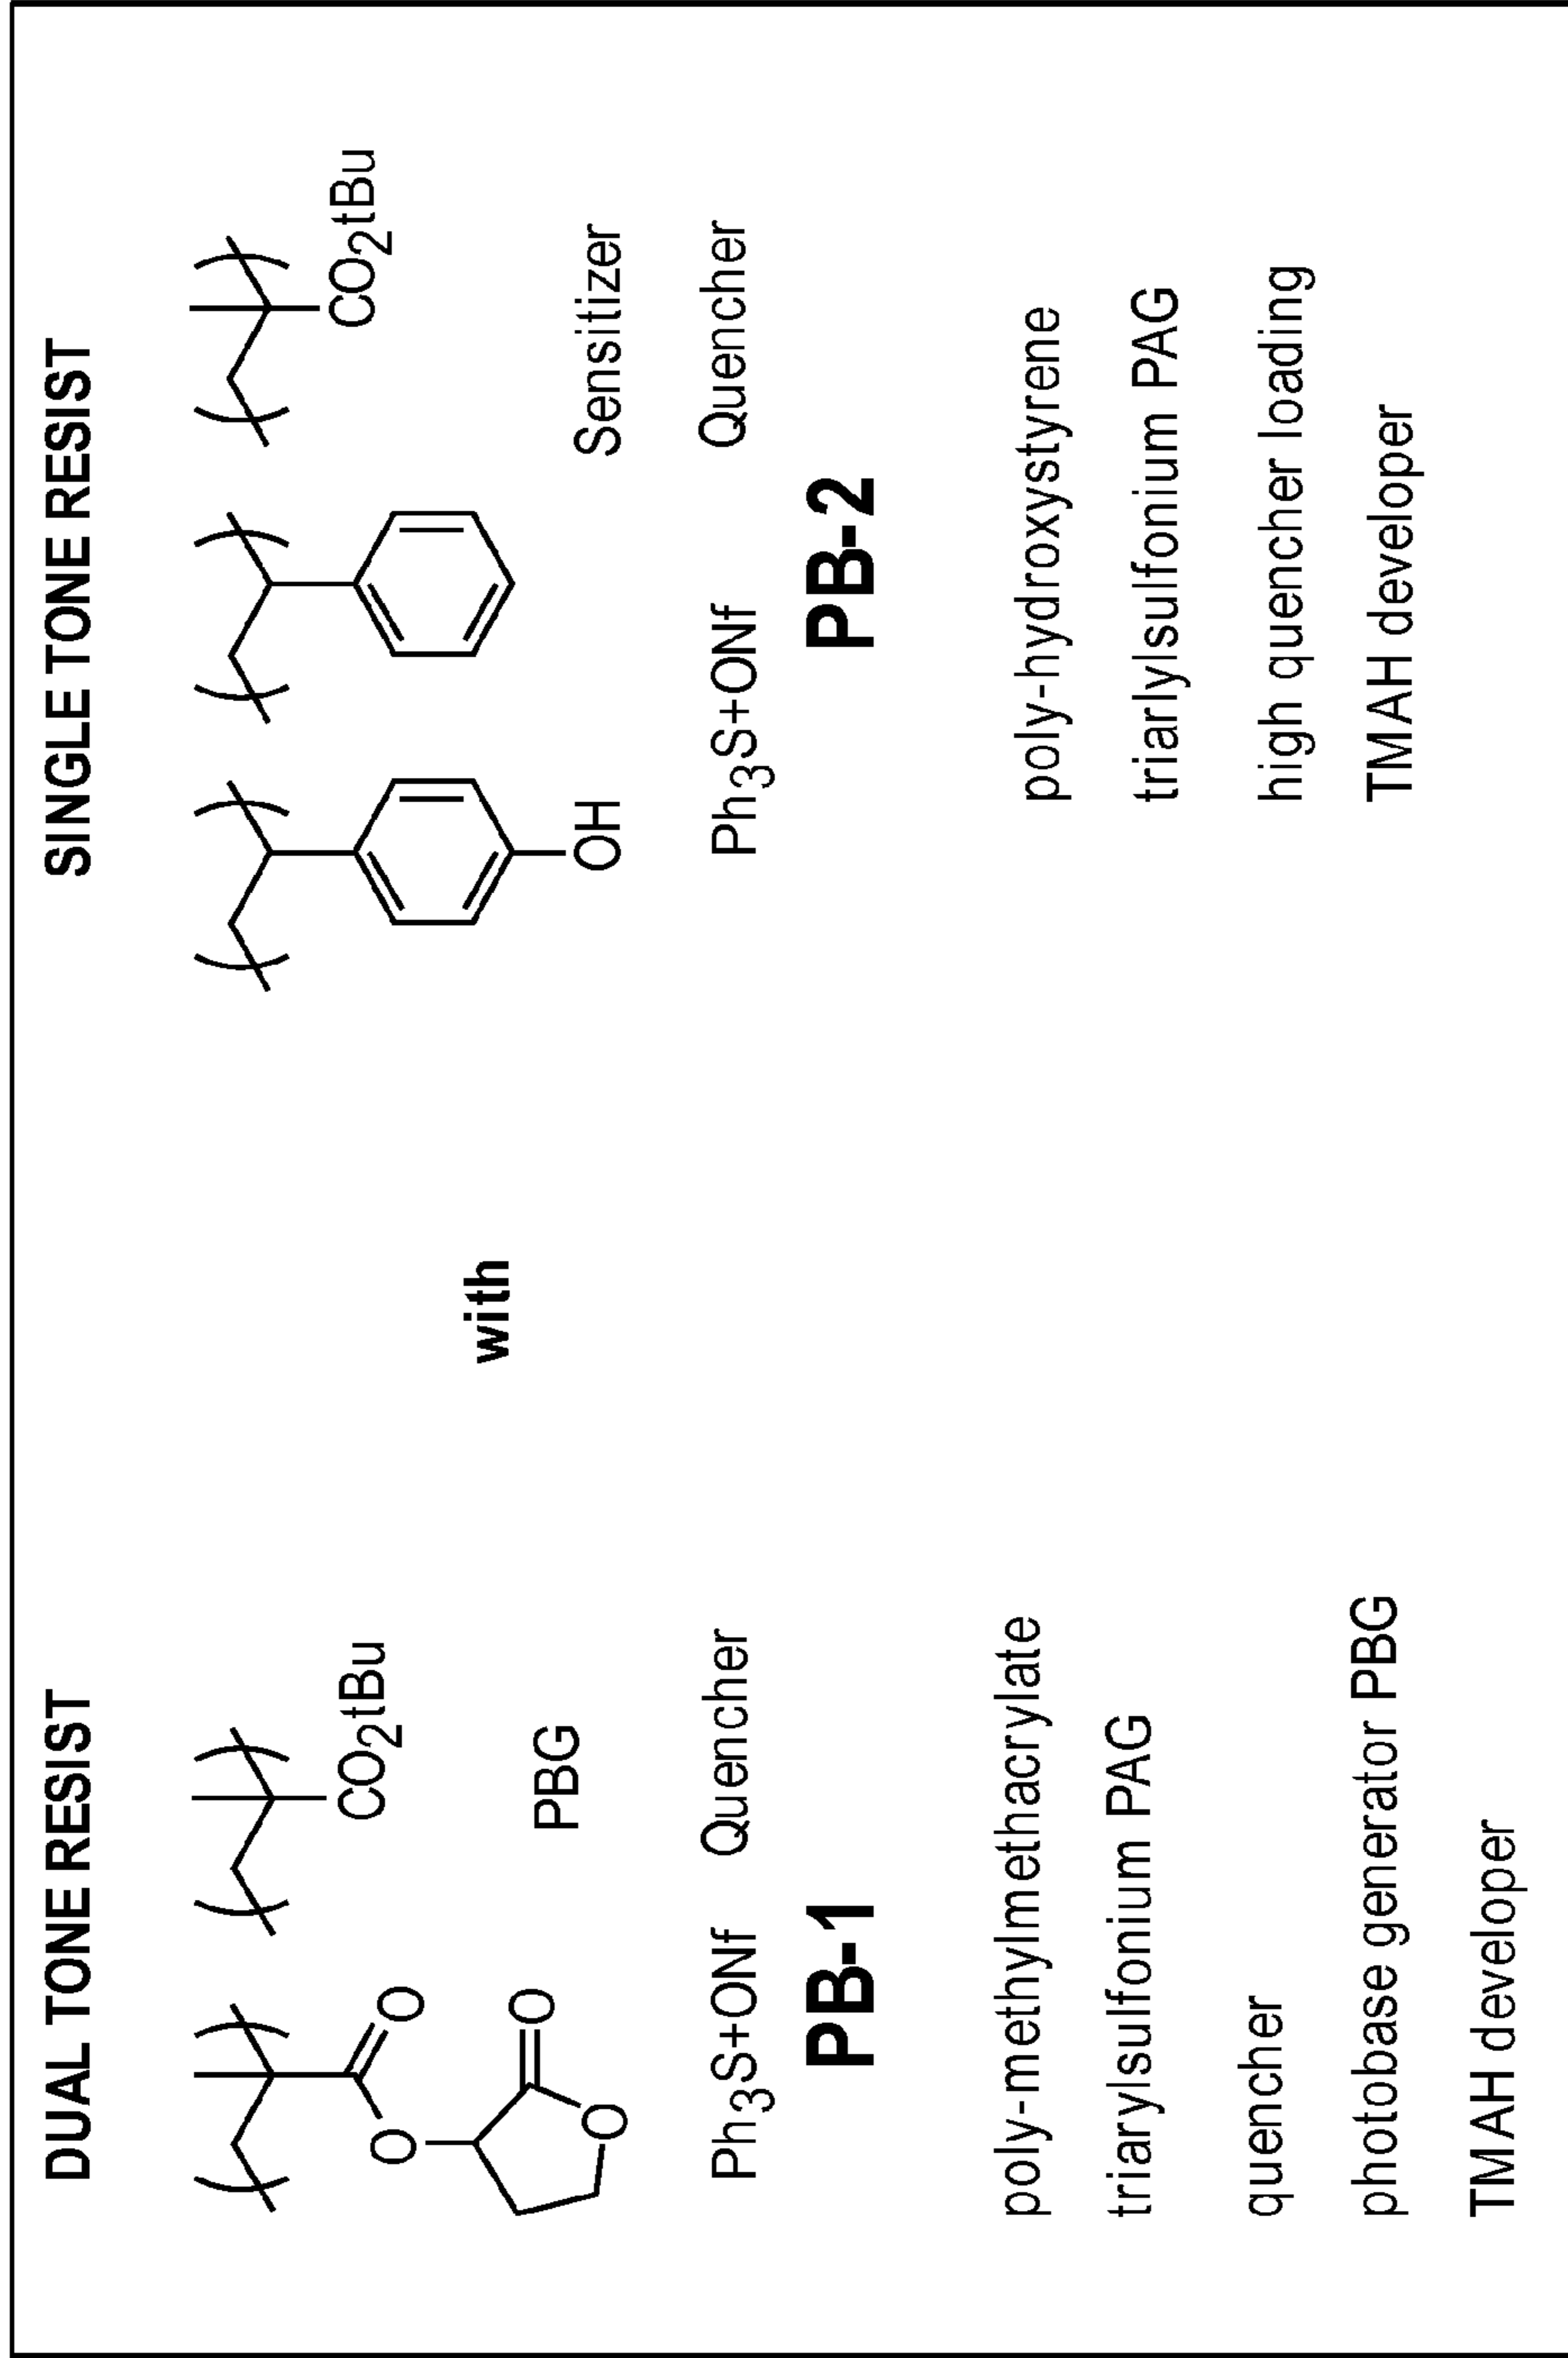 DUAL TONE RESIST
CO2tBu
O
O
O
O
PBG
Ph3S+ONf Quencher
PB-1
poly-methylmethacrylate
triarylsulfonium PAG
quencher
photobase generator PBG
TMAH developer
with
SINGLE TONE RESIST
CO2tBu
OH
Sensitizer
Ph3S+ONf Quencher
PB-2
poly-hydroxystyrene
triarlylsulfonium PAG
high quencher loading
TMAH developer